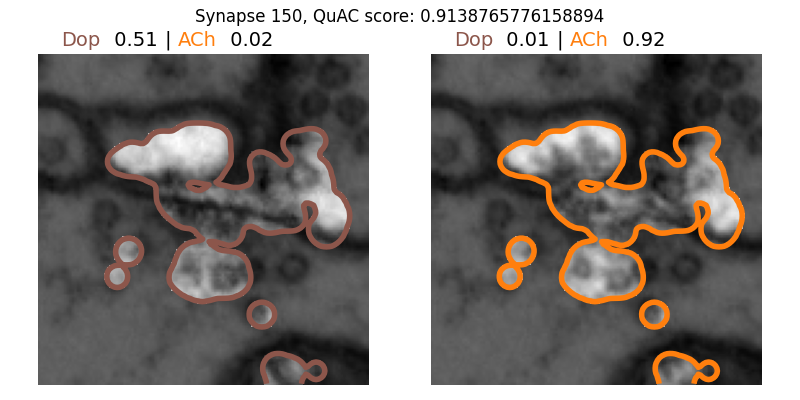 Synapse 150, QuAC score: 0.9138765776158894
Dop 0.51 | ACh 0.02
Dop 0.01 | ACh 0.92